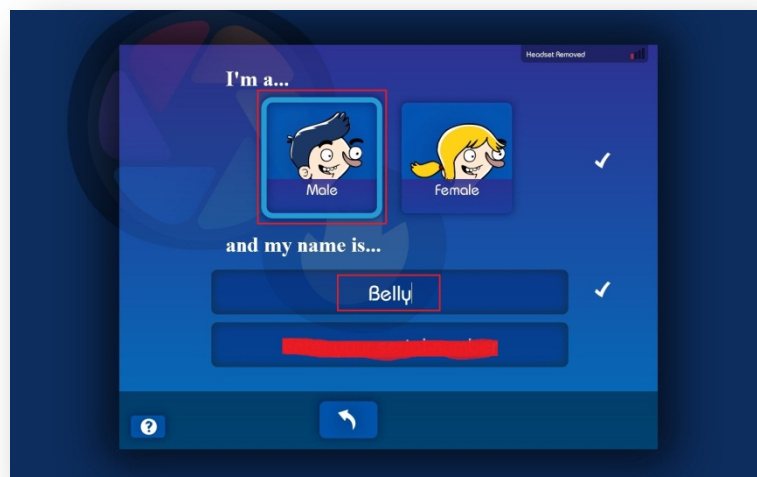 Headset Removed
I'm a...
Male Female
and my name is...
Belly
?